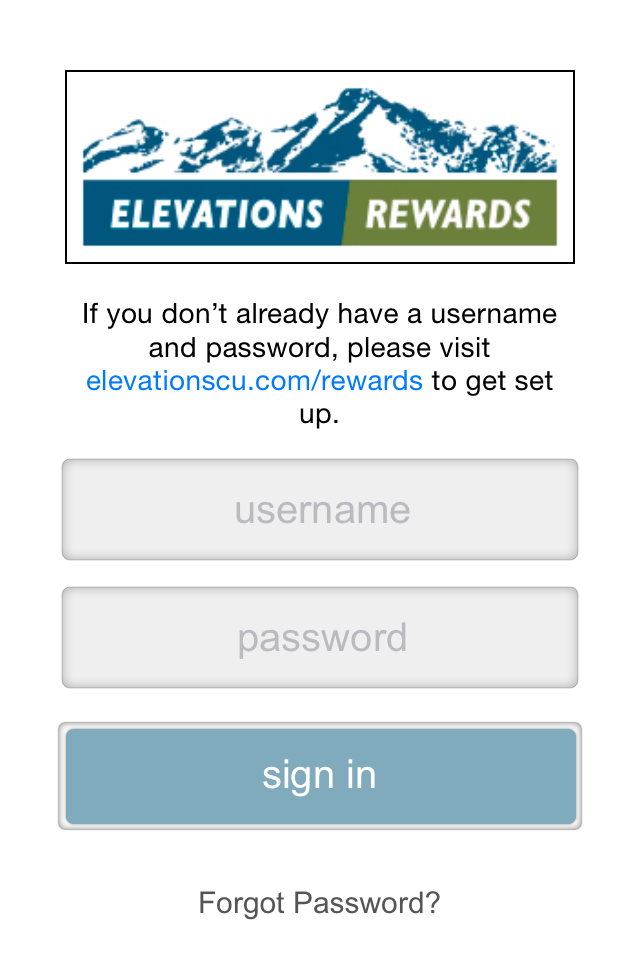 ELEVATIONS REWARDS
If you don’t already have a username
and password, please visit
elevationscu.com/rewards to get set
up.
username
password
sign in
Forgot Password?